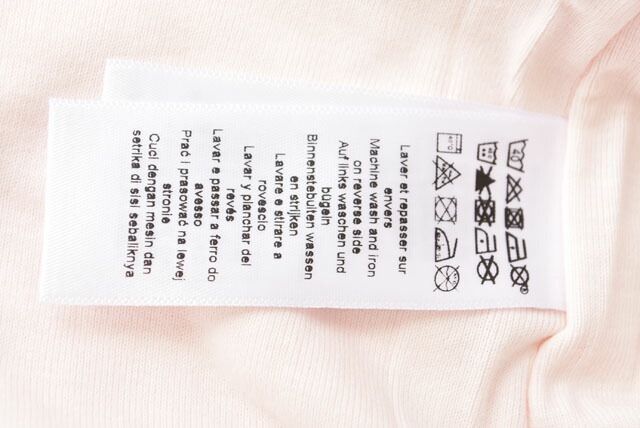 40
40°C
Laver et repasser sur
envers
Machine wash and iron
on reverse side
Auf links waschen und
bügeln
Binnenstebuiten wassen
en strijken
Lavare e stirare a
rovescio
Lavar y planchar del
revés
Lavar e passar a ferro do
avesso
Prać i prasować na lewej
stronie
Cuci dengan mesin dan
setrika di sisi sebaliknya